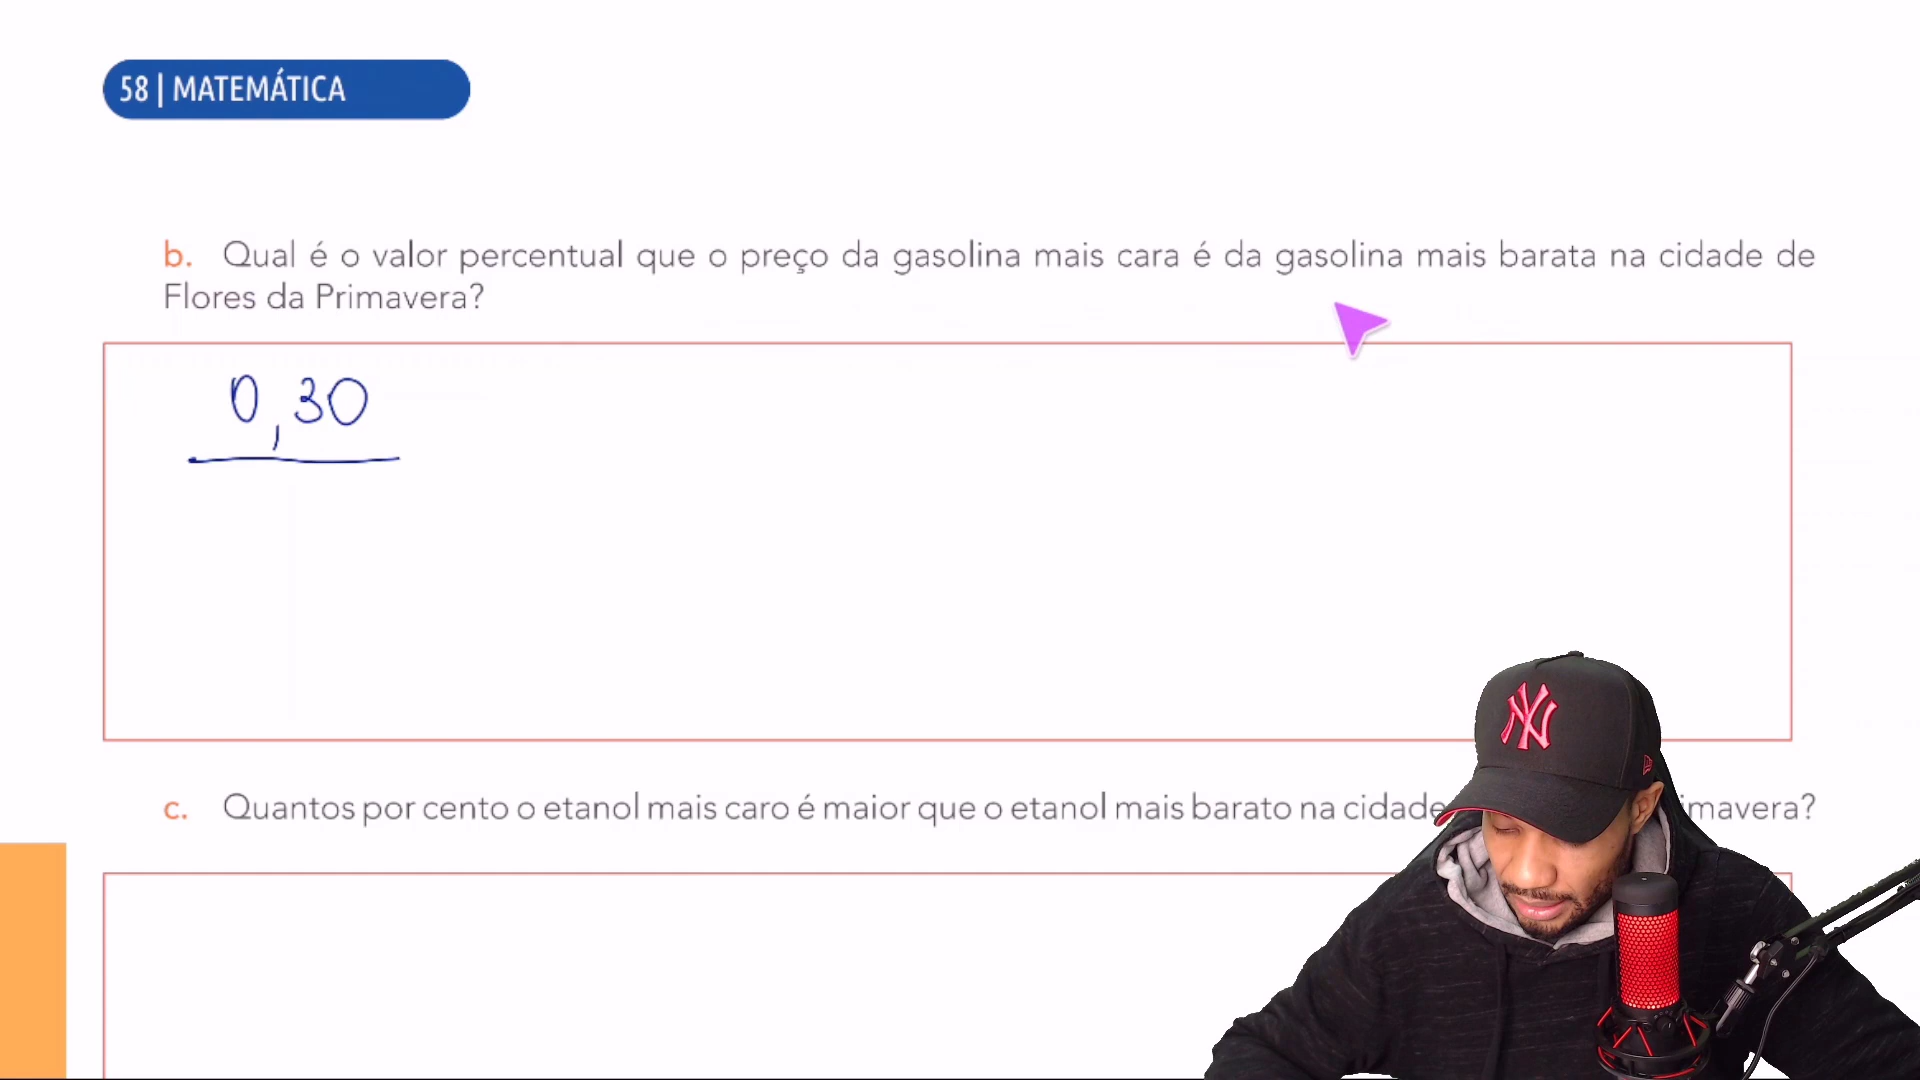 58 | MATEMÁTICA
b. Qual é o valor percentual que o preço da gasolina mais cara é da gasolina mais barata na cidade de
Flores da Primavera?
0,30
c. Quantos por cento o etanol mais caro é maior que o etanol mais barato na cidade imavera?
NY